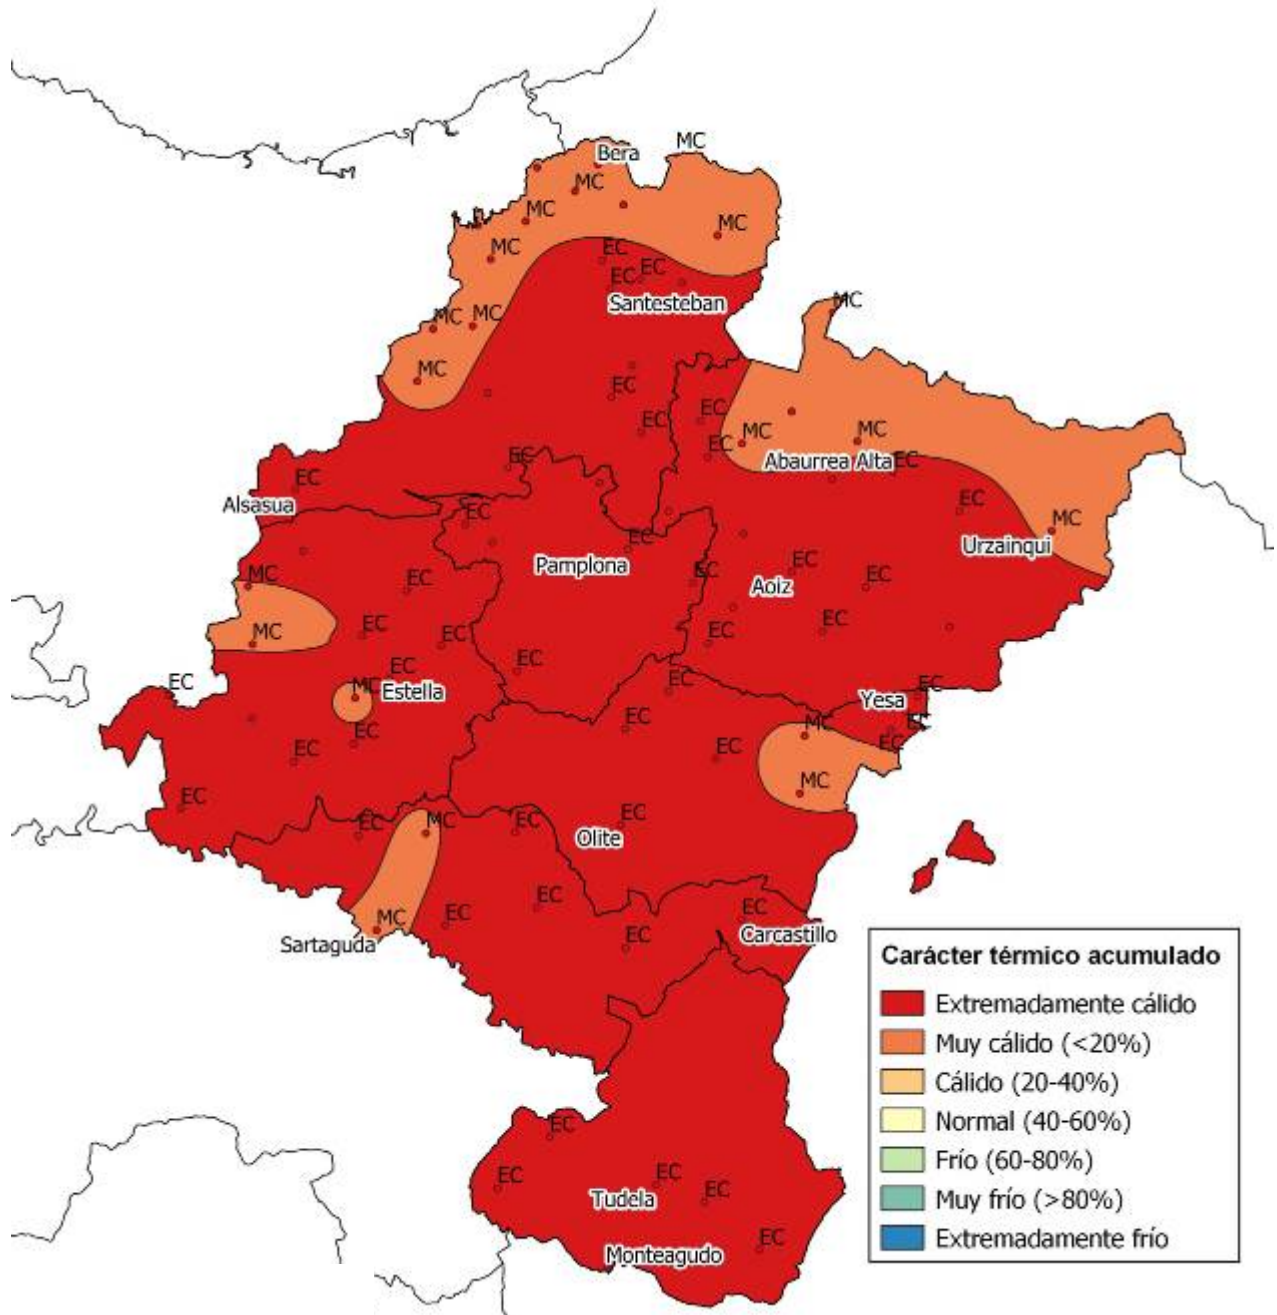 MC
Bera
MC
MC
MC
MC
EC
EC
EC
Santesteban
MC
MC
MC
MC
EC
EC
EC
EC
MC
MC
Abaurrea Alta
EC
EC
Alsasua
EC
EC
MC
Urzainqui
EC
EC
Pamplona
EC
Aoiz
EC
EC
MC
EC
MC
EC
EC
EC
EC
EC
EC
EC
MC
Estella
EC
Yesa
EC
EC
MC
EC
EC
EC
EC
EC
MC
EC
EC
MC
EC
EC
Olite
EC
MC
EC
EC
Carcastillo
Sartaguda
EC
Carácter térmico acumulado
Extremadamente cálido
Muy cálido (<20%)
Cálido (20-40%)
Normal (40-60%)
Frío (60-80%)
Muy frío (>80%)
Extremadamente frío
EC
EC
EC
EC
Tudela
EC
Monteagudo